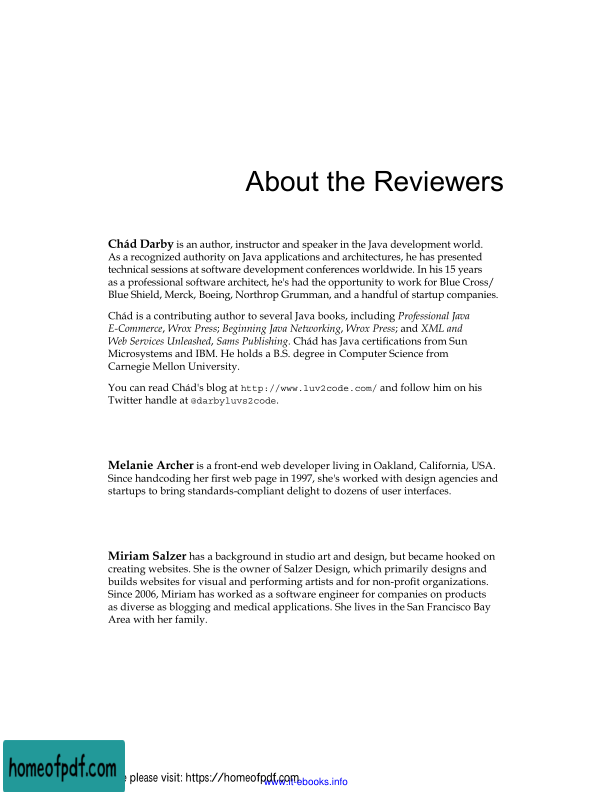 About the Reviewers
Chád Darby is an author, instructor and speaker in the Java development world.
As a recognized authority on Java applications and architectures, he has presented
technical sessions at software development conferences worldwide. In his 15 years
as a professional software architect, he's had the opportunity to work for Blue Cross/
Blue Shield, Merck, Boeing, Northrop Grumman, and a handful of startup companies.
Chád is a contributing author to several Java books, including Professional Java
E-Commerce, Wrox Press; Beginning Java Networking, Wrox Press; and XML and
Web Services Unleashed, Sams Publishing. Chád has Java certifications from Sun
Microsystems and IBM. He holds a B.S. degree in Computer Science from
Carnegie Mellon University.
You can read Chád's blog at http://www.luv2code.com/ and follow him on his
Twitter handle at @darbyluvs2code.
Melanie Archer is a front-end web developer living in Oakland, California, USA.
Since handcoding her first web page in 1997, she's worked with design agencies and
startups to bring standards-compliant delight to dozens of user interfaces.
Miriam Salzer has a background in studio art and design, but became hooked on
creating websites. She is the owner of Salzer Design, which primarily designs and
builds websites for visual and performing artists and for non-profit organizations.
Since 2006, Miriam has worked as a software engineer for companies on products
as diverse as blogging and medical applications. She lives in the San Francisco Bay
Area with her family.
homeofpdf.com
please visit: https://homeofpdf.com
www.it-ebooks.info